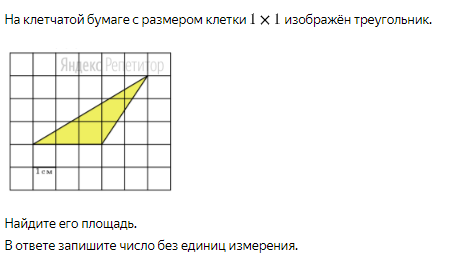 На клетчатой бумаге с размером клетки 1 × 1 изображён треугольник.
Яндекс Репетитор
1 см
Найдите его площадь.
В ответе запишите число без единиц измерения.